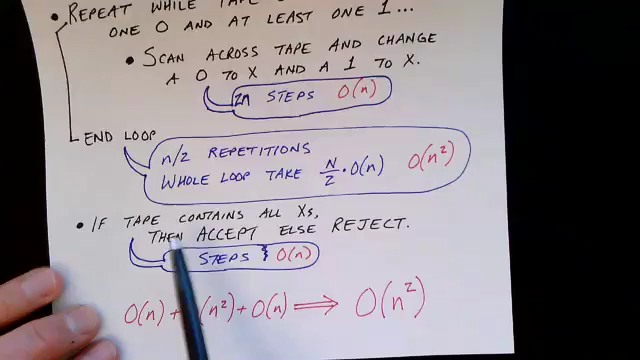 • REPEAT WHILE TAPE
ONE 0 AND AT LEAST ONE 1...
• SCAN ACROSS TAPE AND CHANGE
A 0 TO X AND A 1 TO X.
2n STEPS O(n)
END LOOP
n/2 REPETITIONS
WHOLE LOOP TAKE N/2 · O(n) O(n²)
• IF TAPE CONTAINS ALL XS,
THEN ACCEPT ELSE REJECT.
STEPS O(n)
O(n) + (n²) + O(n) ⟹ O(n²)